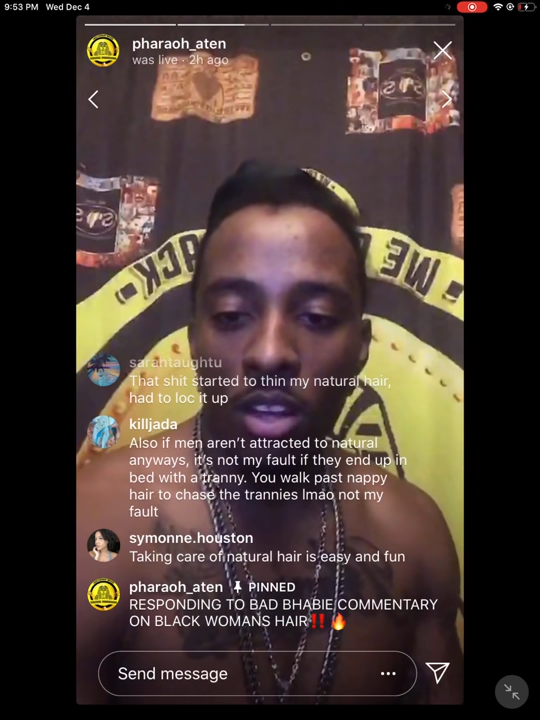 9:53 PM Wed Dec 4
pharaoh_aten
was live · 2h ago
sarantaughtu
That shit started to thin my natural hair,
had to loc it up
killjada
Also if men aren’t attracted to natural
anyways, it’s not my fault if they end up in
bed with a tranny. You walk past nappy
hair to chase the trannies lmao not my
fault
symonne.houston
Taking care of natural hair is easy and fun
pharaoh_aten PINNED
RESPONDING TO BAD BHABIE COMMENTARY
ON BLACK WOMANS HAIR‼️🔥
Send message